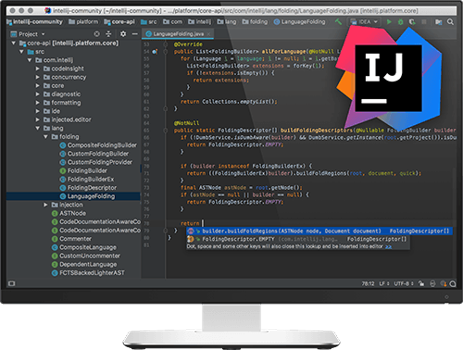 intellij-community [~/intellij-community] - .../platform/core-api/src/com/intellij/lang/folding/LanguageFolding.java [intellij.platform.core]
intellij-community
src
com
intellij
lang
folding
LanguageFolding
Project
LanguageFolding.java
core-api [intellij.platform.core]
src
com.intellij
codeInsight
concurrency
core
diagnostic
formatting
ide
injected.editor
lang
folding
CompositeFoldingBuilder
CustomFoldingBuilder
CustomFoldingProvider
FoldingBuilder
FoldingBuilderEx
FoldingDescriptor
LanguageFolding
injection
ASTNode
CodeDocumentationAwareCo
CodeDocumentationAwareCo
Commenter
CompositeLanguage
CustomUncommenter
DependentLanguage
FCTSBackedLighterAST
@Override
public List<FoldingBuilder> allForLanguage(@NotNull L
for (Language l = language; l != null; l = l.getBa
List<FoldingBuilder> extensions = forKey(l);
if (!extensions.isEmpty()) {
return extensions;
}
}
return Collections.emptyList();
}
@NotNull
public static FoldingDescriptor[] buildFoldingDescriptors(@Nullable FoldingBuilder builder
if (!DumbService.isDumbAware(builder) && DumbService.getInstance(root.getProject()).isDu
return FoldingDescriptor.EMPTY;
}
if (builder instanceof FoldingBuilderEx) {
return ((FoldingBuilderEx)builder).buildFoldRegions(root, document, quick);
}
final ASTNode astNode = root.getNode();
if (astNode == null || builder == null) {
return FoldingDescriptor.EMPTY;
}
return
builder.buildFoldRegions(ASTNode node, Document document) FoldingDescriptor[]
FoldingDescriptor.EMPTY (com.intellij.lang. FoldingDescriptor[]
Dot, space and some other keys will also close this lookup and be inserted into editor >>
78:12 LF UTF-8
IJ